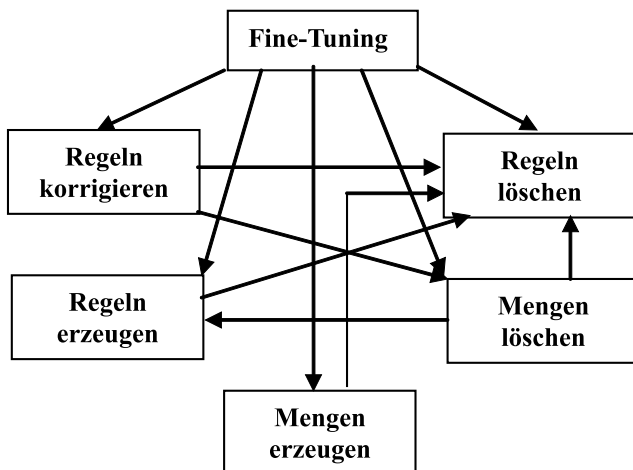 Fine-Tuning
Regeln
korrigieren
Regeln
löschen
Regeln
erzeugen
Mengen
löschen
Mengen
erzeugen